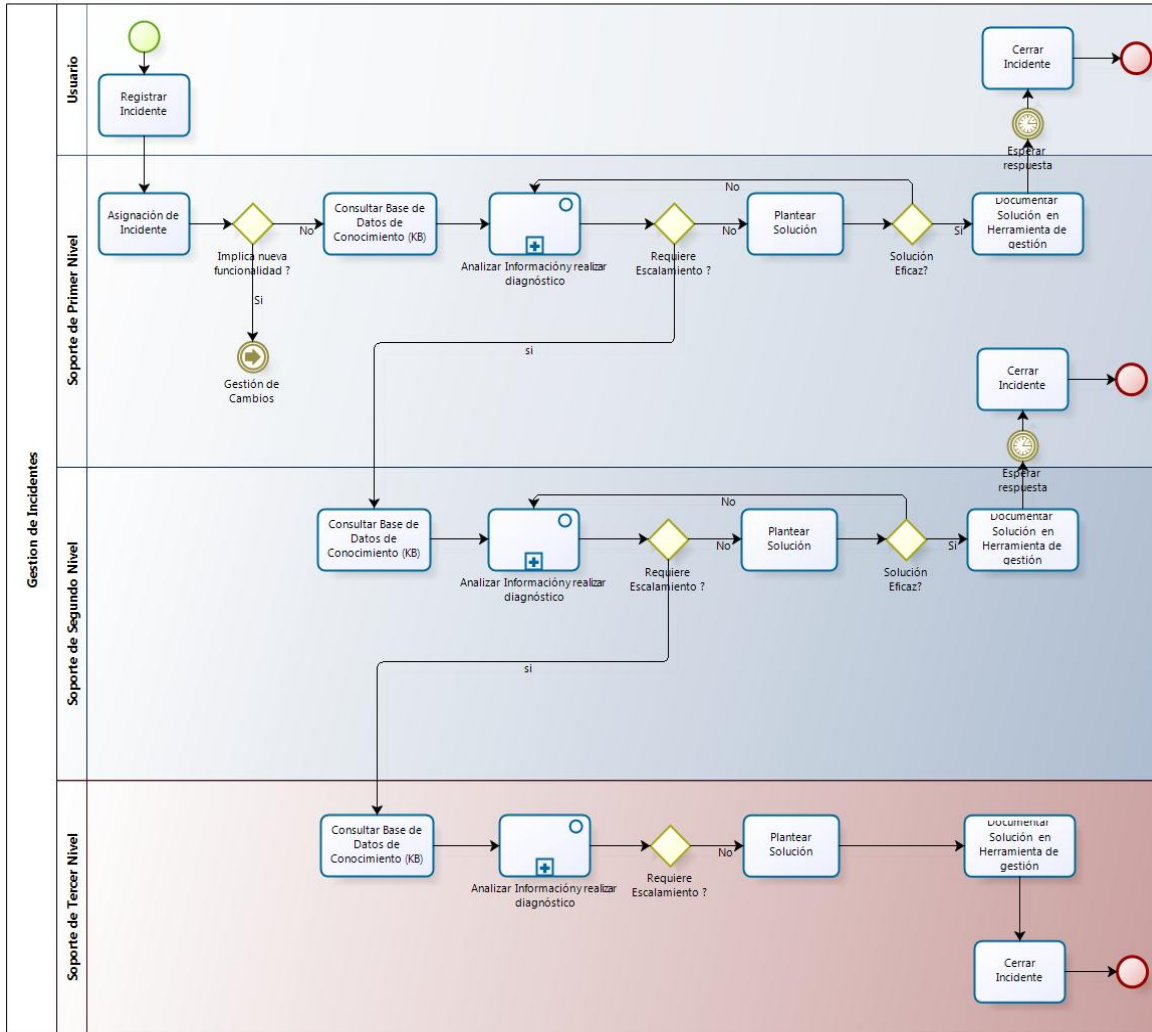 Gestion de Incidentes
Usuario
Registrar
Incidente
Cerrar
Incidente
Esperar
respuesta
Soporte de Primer Nivel
Asignación de
Incidente
Implica nueva
funcionalidad ?
No
Si
Gestión de
Cambios
Consultar Base de
Datos de
Conocimiento (KB)
Analizar Información y realizar
diagnóstico
Requiere
Escalamiento ?
No
si
Plantear
Solución
No
Solución
Eficaz?
Si
Documentar
Solución en
Herramienta de
gestión
Cerrar
Incidente
Esperar
respuesta
Soporte de Segundo Nivel
Consultar Base de
Datos de
Conocimiento (KB)
Analizar Información y realizar
diagnóstico
Requiere
Escalamiento ?
No
si
Plantear
Solución
No
Solución
Eficaz?
Si
Documentar
Solución en
Herramienta de
gestión
Soporte de Tercer Nivel
Consultar Base de
Datos de
Conocimiento (KB)
Analizar Información y realizar
diagnóstico
Requiere
Escalamiento ?
No
Plantear
Solución
Documentar
Solución en
Herramienta de
gestión
Cerrar
Incidente